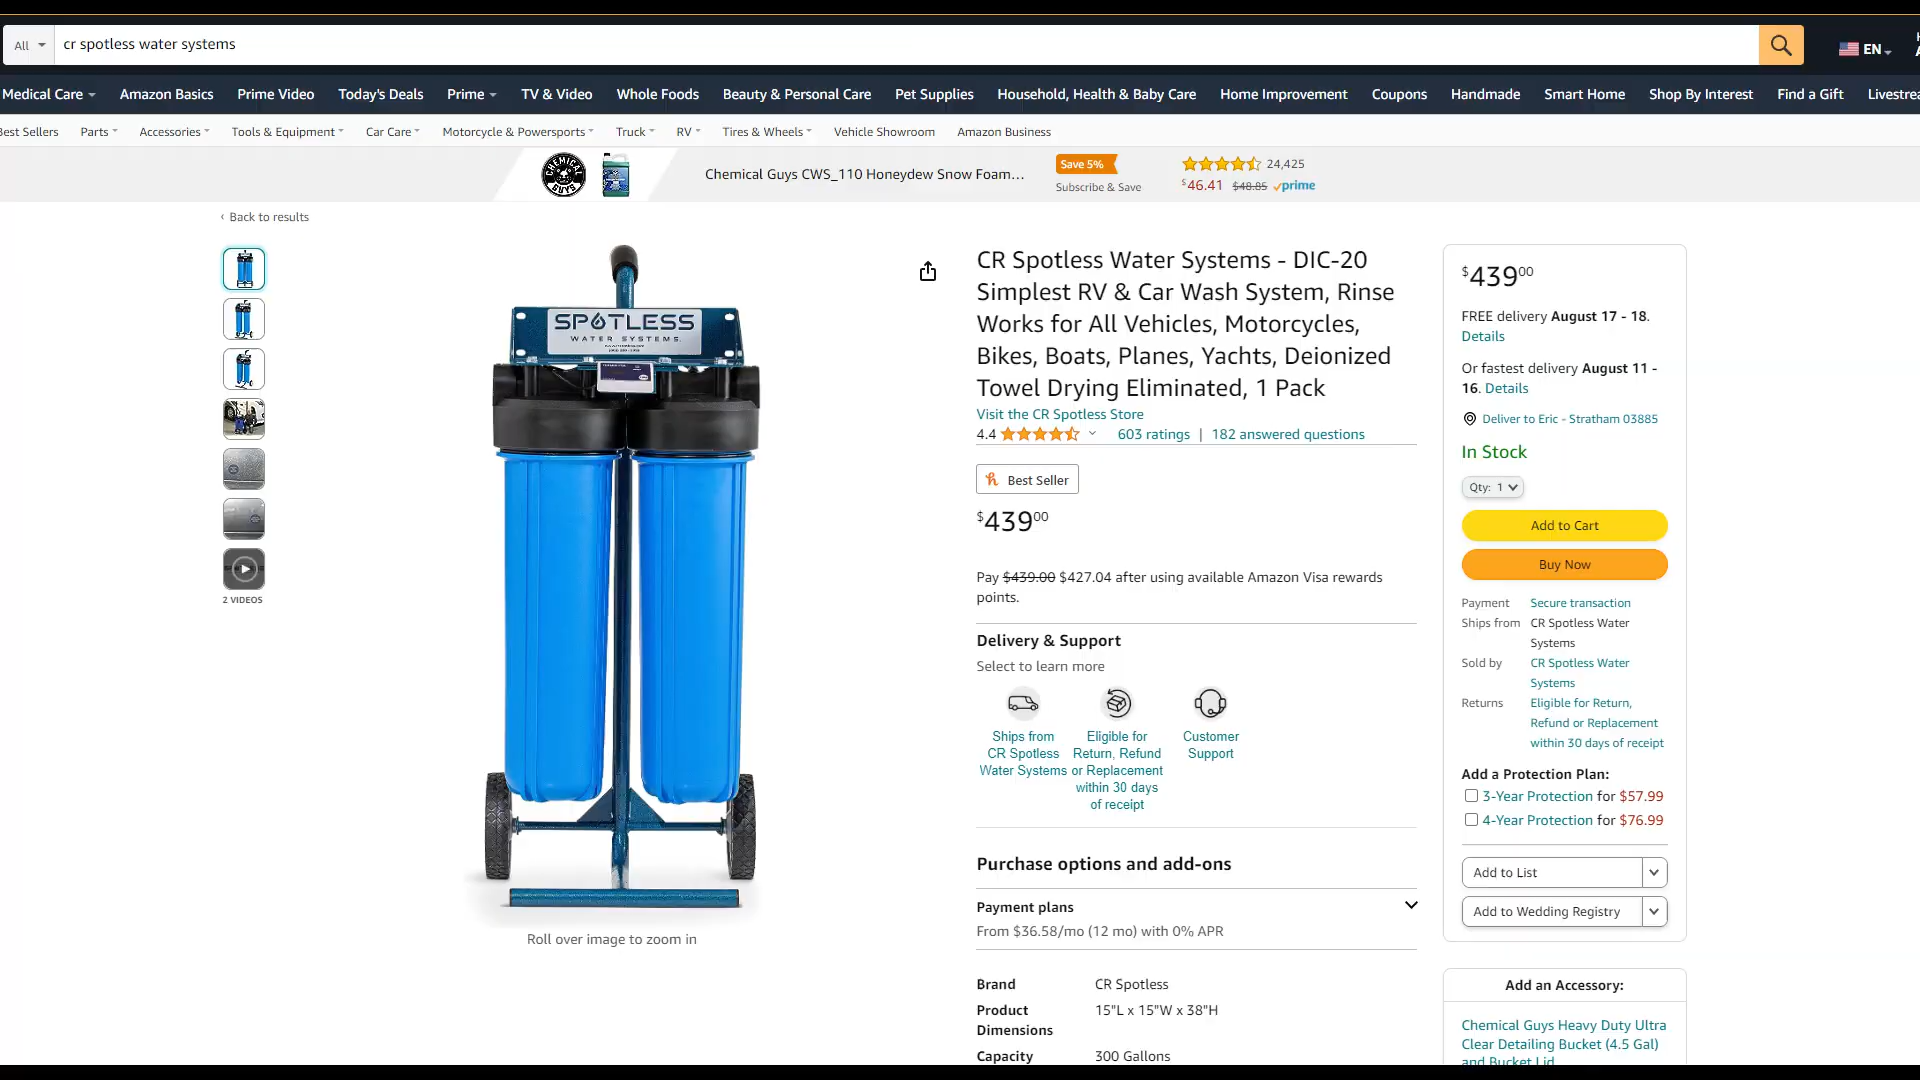 All
cr spotless water systems
EN
Medical Care
Amazon Basics
Prime Video
Today's Deals
Prime
TV & Video
Whole Foods
Beauty & Personal Care
Pet Supplies
Household, Health & Baby Care
Home Improvement
Coupons
Handmade
Smart Home
Shop By Interest
Find a Gift
Livestrea
Best Sellers
Parts
Accessories
Tools & Equipment
Car Care
Motorcycle & Powersports
Truck
RV
Tires & Wheels
Vehicle Showroom
Amazon Business
CHEMICAL GUYS
Chemical Guys CWS_110 Honeydew Snow Foam...
Save 5%
Subscribe & Save
24,425
$46.41 $48.85 prime
‹ Back to results
2 VIDEOS
SPOTLESS
WATER SYSTEMS
Roll over image to zoom in
CR Spotless Water Systems - DIC-20
Simplest RV & Car Wash System, Rinse
Works for All Vehicles, Motorcycles,
Bikes, Boats, Planes, Yachts, Deionized
Towel Drying Eliminated, 1 Pack
Visit the CR Spotless Store
4.4 603 ratings | 182 answered questions
Best Seller
$43900
Pay $439.00 $427.04 after using available Amazon Visa rewards
points.
Delivery & Support
Select to learn more
Ships from
CR Spotless
Water Systems
Eligible for
Return, Refund
or Replacement
within 30 days
of receipt
Customer
Support
Purchase options and add-ons
Payment plans
From $36.58/mo (12 mo) with 0% APR
Brand CR Spotless
Product
Dimensions
15"L x 15"W x 38"H
Capacity 300 Gallons
$43900
FREE delivery August 17 - 18.
Details
Or fastest delivery August 11 -
16. Details
Deliver to Eric - Stratham 03885
In Stock
Qty: 1
Add to Cart
Buy Now
Payment Secure transaction
Ships from CR Spotless Water
Systems
Sold by CR Spotless Water
Systems
Returns Eligible for Return,
Refund or Replacement
within 30 days of receipt
Add a Protection Plan:
3-Year Protection for $57.99
4-Year Protection for $76.99
Add to List
Add to Wedding Registry
Add an Accessory:
Chemical Guys Heavy Duty Ultra
Clear Detailing Bucket (4.5 Gal)
and Bucket Lid